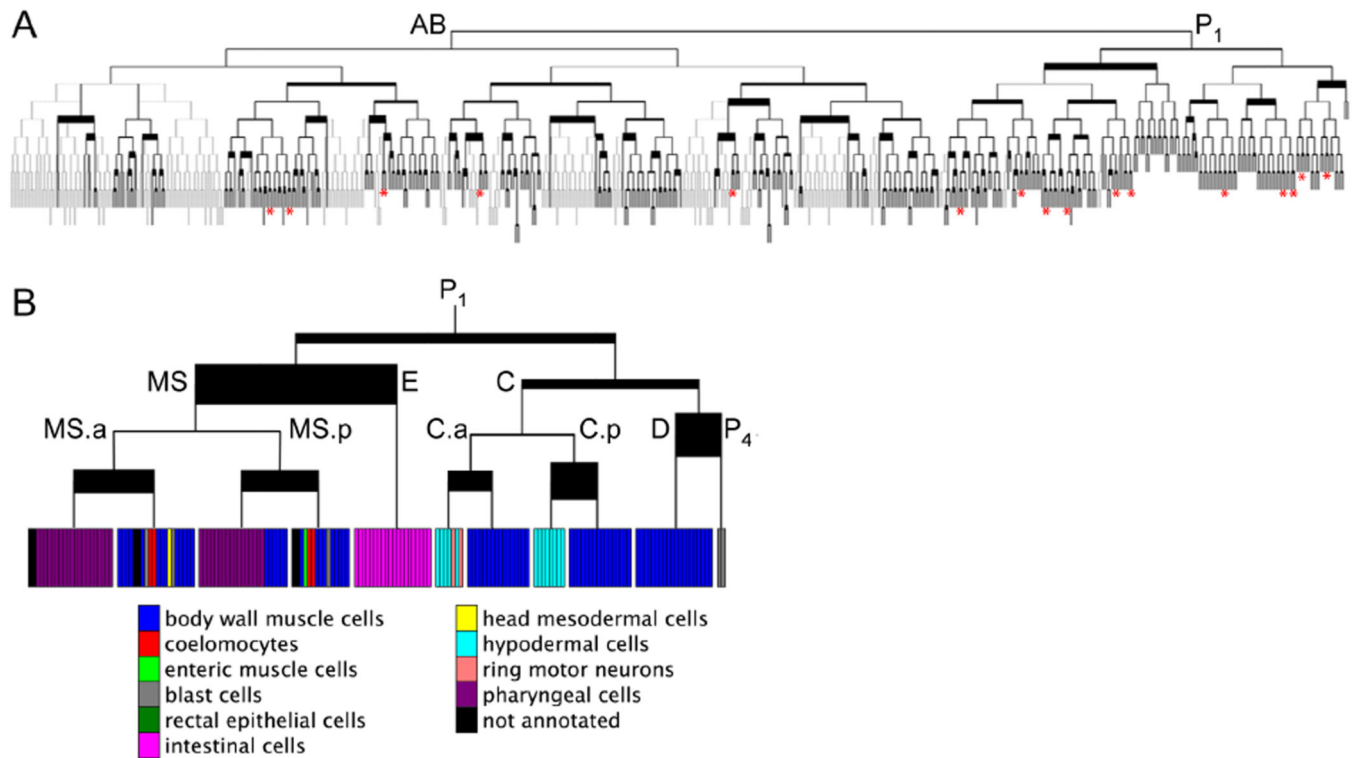 A
AB P1
* * * * * * * * * * * * * * * *
B
P1
MS E C
MS.a MS.p C.a C.p D P4
body wall muscle cells
coelomocytes
enteric muscle cells
blast cells
rectal epithelial cells
intestinal cells
head mesodermal cells
hypodermal cells
ring motor neurons
pharyngeal cells
not annotated